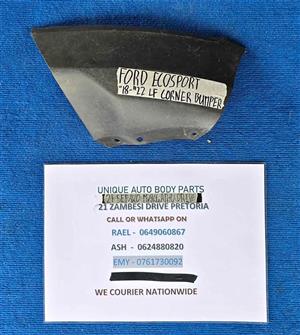 FORD ECOSPORT
'18-'22 LF CORNER BUMPER
UNIQUE AUTO BODY PARTS
21 ZAMBESI DRIVE PRETORIA
CALL OR WHATSAPP ON
RAEL - 0649060867
ASH - 0624880820
EMY - 0761730092
WE COURIER NATIONWIDE